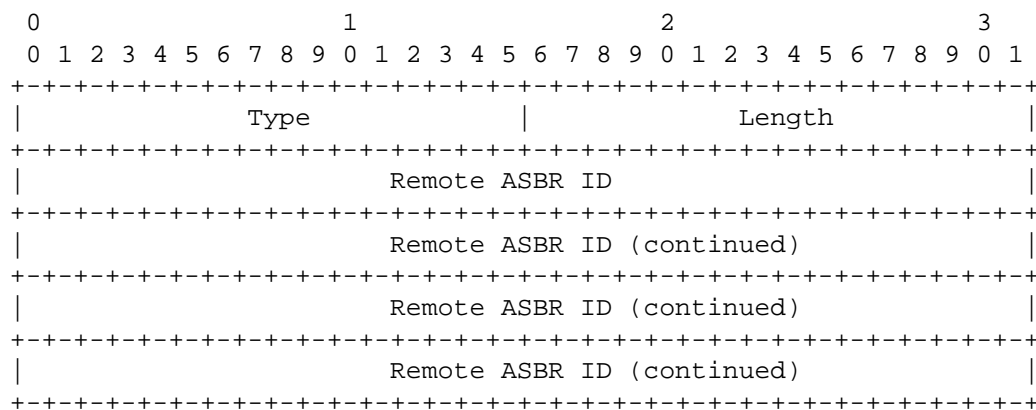 0                   1                   2                   3
 0 1 2 3 4 5 6 7 8 9 0 1 2 3 4 5 6 7 8 9 0 1 2 3 4 5 6 7 8 9 0 1
+-+-+-+-+-+-+-+-+-+-+-+-+-+-+-+-+-+-+-+-+-+-+-+-+-+-+-+-+-+-+-+-+
|              Type             |             Length            |
+-+-+-+-+-+-+-+-+-+-+-+-+-+-+-+-+-+-+-+-+-+-+-+-+-+-+-+-+-+-+-+-+
|                       Remote ASBR ID                          |
+-+-+-+-+-+-+-+-+-+-+-+-+-+-+-+-+-+-+-+-+-+-+-+-+-+-+-+-+-+-+-+-+
|                       Remote ASBR ID (continued)              |
+-+-+-+-+-+-+-+-+-+-+-+-+-+-+-+-+-+-+-+-+-+-+-+-+-+-+-+-+-+-+-+-+
|                       Remote ASBR ID (continued)              |
+-+-+-+-+-+-+-+-+-+-+-+-+-+-+-+-+-+-+-+-+-+-+-+-+-+-+-+-+-+-+-+-+
|                       Remote ASBR ID (continued)              |
+-+-+-+-+-+-+-+-+-+-+-+-+-+-+-+-+-+-+-+-+-+-+-+-+-+-+-+-+-+-+-+-+